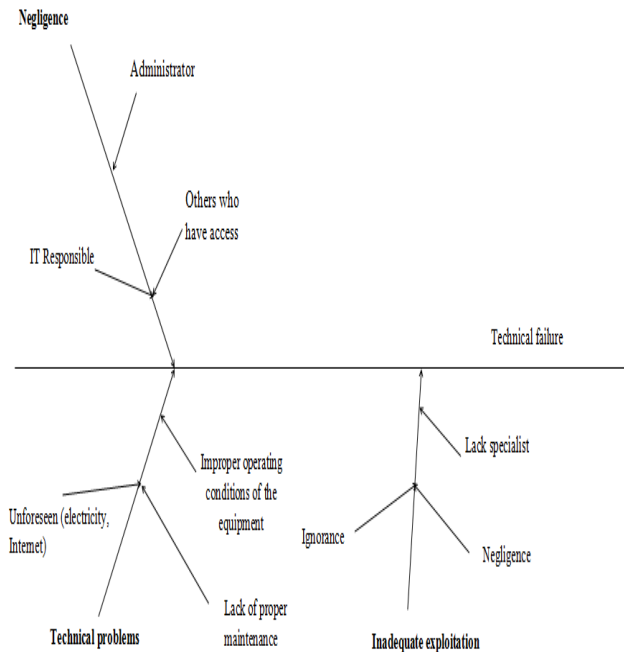 Negligence
Administrator
Others who
have access
IT Responsible
Technical failure
Improper operating
conditions of the
equipment
Lack specialist
Unforeseen (electricity,
Internet)
Ignorance
Negligence
Lack of proper
maintenance
Technical problems
Inadequate exploitation